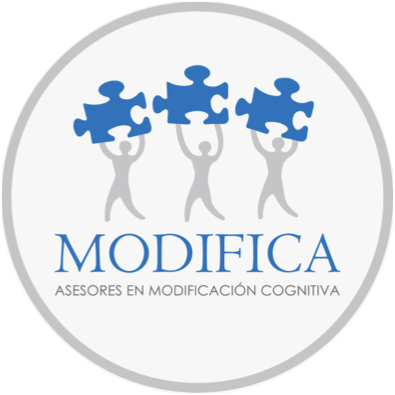 MODIFICA
ASESORES EN MODIFICACIÓN COGNITIVA